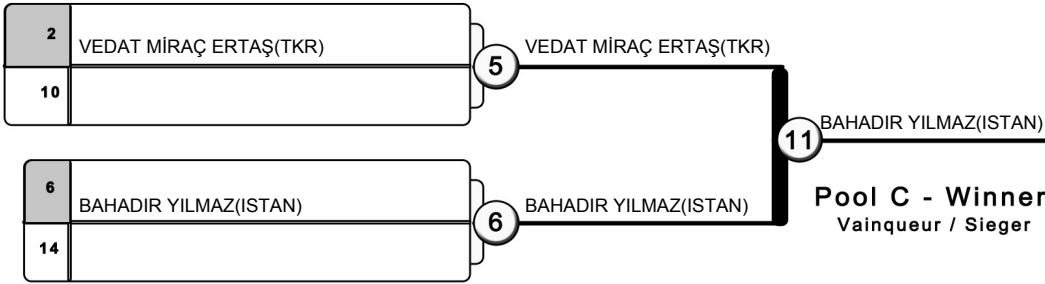 2
VEDAT MİRAÇ ERTAŞ(TKR)
10
5
VEDAT MİRAÇ ERTAŞ(TKR)
11
BAHADIR YILMAZ(ISTAN)
6
BAHADIR YILMAZ(ISTAN)
14
6
BAHADIR YILMAZ(ISTAN)
Pool C - Winner
Vainqueur / Sieger